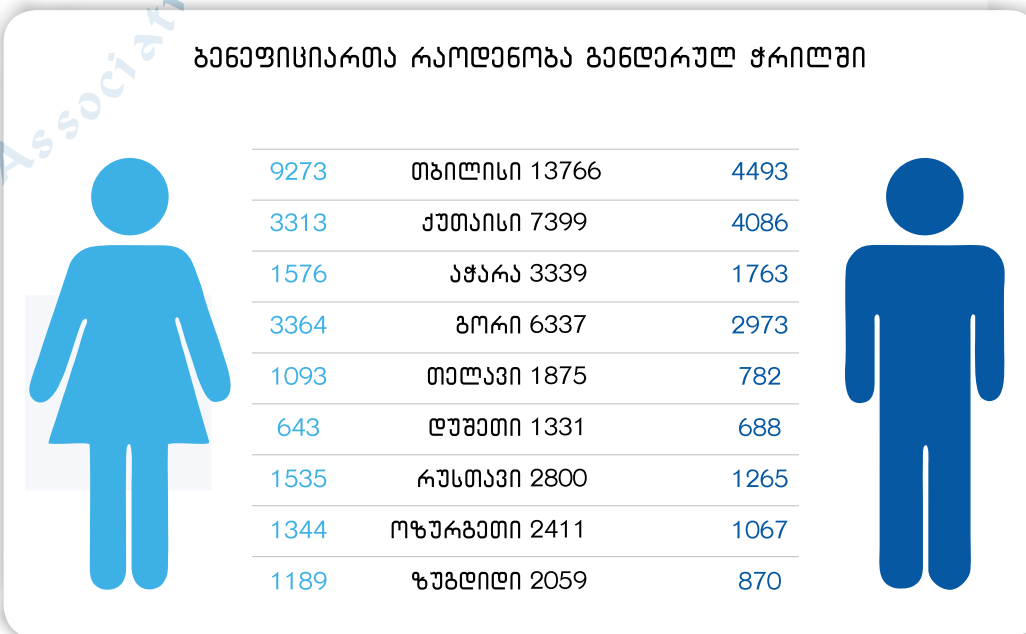 Associati
ბენეფიციართა რაოდენობა გენდერულ ჭრილში
9273 თბილისი 13766 4493
3313 ქუთაისი 7399 4086
1576 აჭარა 3339 1763
3364 გორი 6337 2973
1093 თელავი 1875 782
643 დუშეთი 1331 688
1535 რუსთავი 2800 1265
1344 ოზურგეთი 2411 1067
1189 ზუგდიდი 2059 870